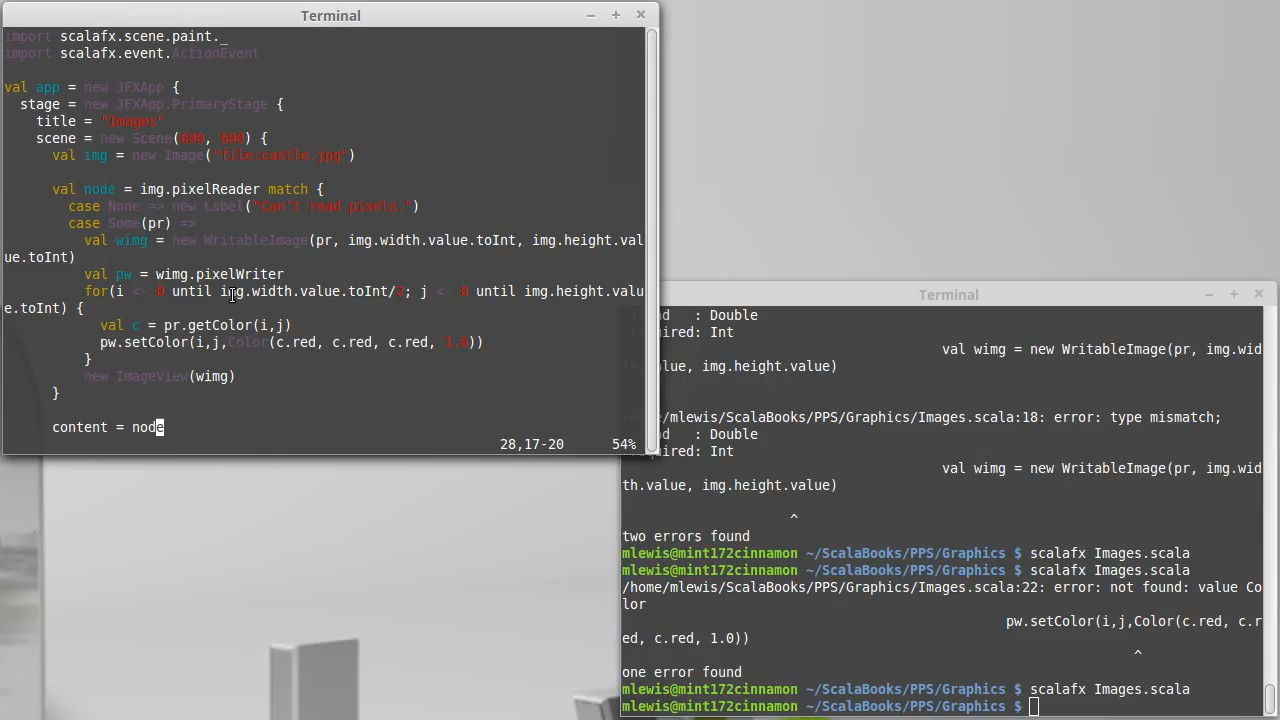 Terminal
import scalafx.scene.paint._
import scalafx.event.ActionEvent
val app = new JFXApp {
stage = new JFXApp.PrimaryStage {
title = "Images"
scene = new Scene(600, 600) {
val img = new Image("file:castle.jpg")
val node = img.pixelReader match {
case None => new Label("Can't read pixels.")
case Some(pr) =>
val wimg = new WritableImage(pr, img.width.value.toInt, img.height.val
ue.toInt)
val pw = wimg.pixelWriter
for(i <- 0 until img.width.value.toInt/2; j <- 0 until img.height.valu
e.toInt) {
val c = pr.getColor(i,j)
pw.setColor(i,j,Color(c.red, c.red, c.red, 1.0))
}
new ImageView(wimg)
}
content = node
28,17-20 54%
Terminal
: Double
required: Int
val wimg = new WritableImage(pr, img.wid
th.value, img.height.value)
/home/mlewis/ScalaBooks/PPS/Graphics/Images.scala:18: error: type mismatch;
: Double
required: Int
val wimg = new WritableImage(pr, img.wid
th.value, img.height.value)
^
two errors found
mlewis@mint172cinnamon ~/ScalaBooks/PPS/Graphics $ scalafx Images.scala
mlewis@mint172cinnamon ~/ScalaBooks/PPS/Graphics $ scalafx Images.scala
/home/mlewis/ScalaBooks/PPS/Graphics/Images.scala:22: error: not found: value Co
lor
pw.setColor(i,j,Color(c.red, c.r
ed, c.red, 1.0))
^
one error found
mlewis@mint172cinnamon ~/ScalaBooks/PPS/Graphics $ scalafx Images.scala
mlewis@mint172cinnamon ~/ScalaBooks/PPS/Graphics $